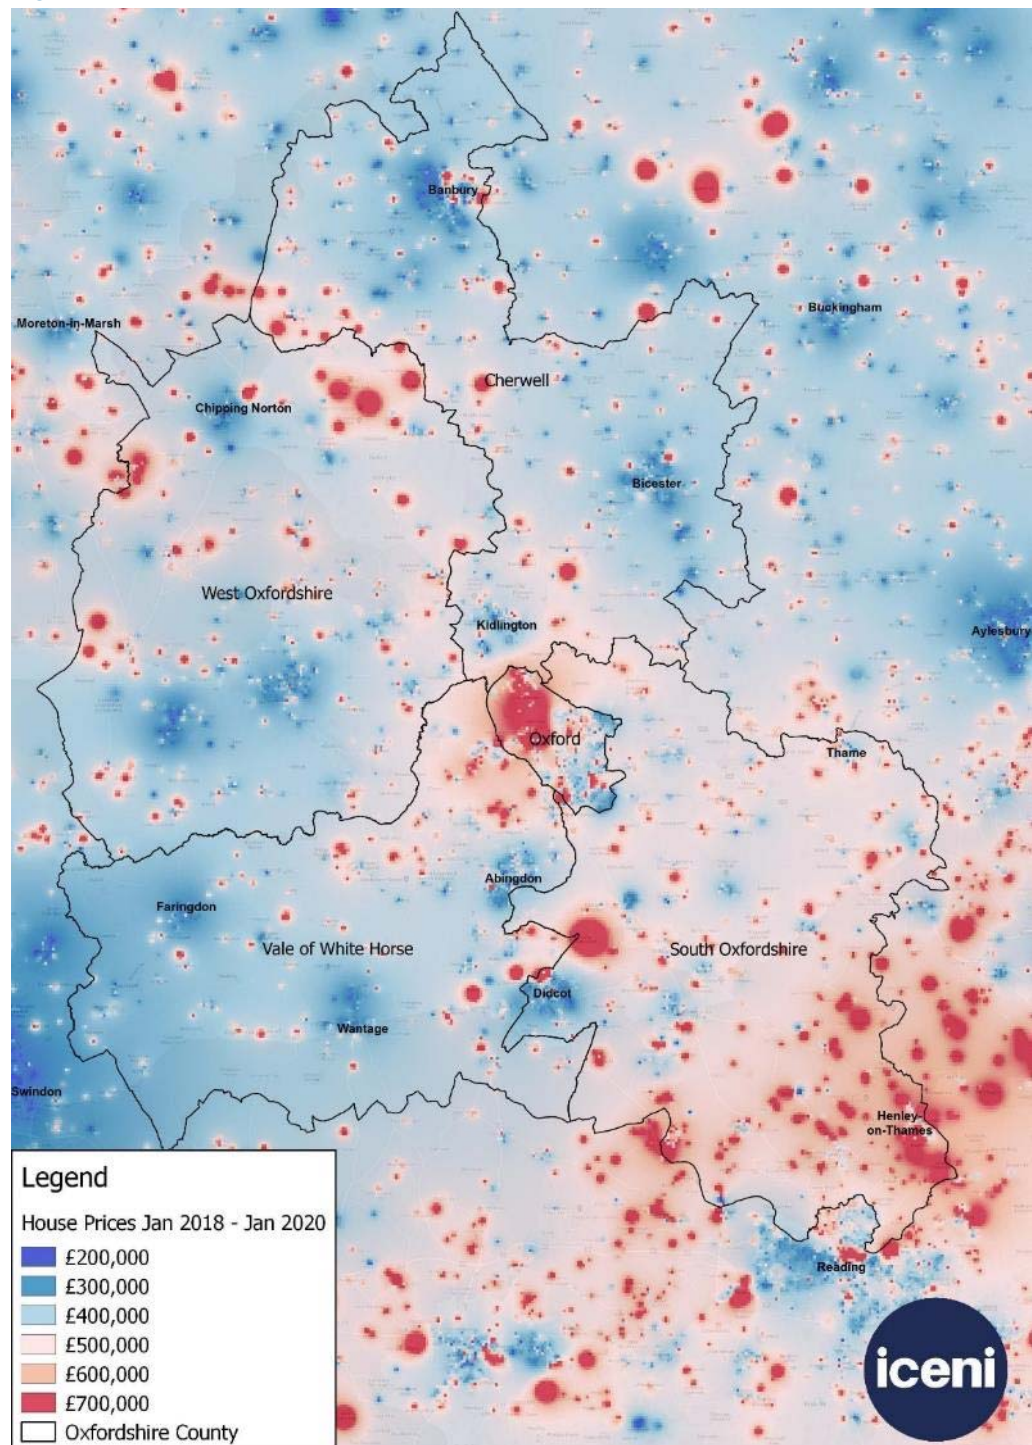 Banbury
Buckingham
Moreton-in-Marsh
Cherwell
Chipping Norton
Bicester
West Oxfordshire
Kidlington
Aylesbury
Oxford
Thame
Abingdon
Faringdon
Vale of White Horse
South Oxfordshire
Didcot
Wantage
Swindon
Henley-
on-Thames
Reading
Legend
House Prices Jan 2018 - Jan 2020
£200,000
£300,000
£400,000
£500,000
£600,000
£700,000
Oxfordshire County
iceni